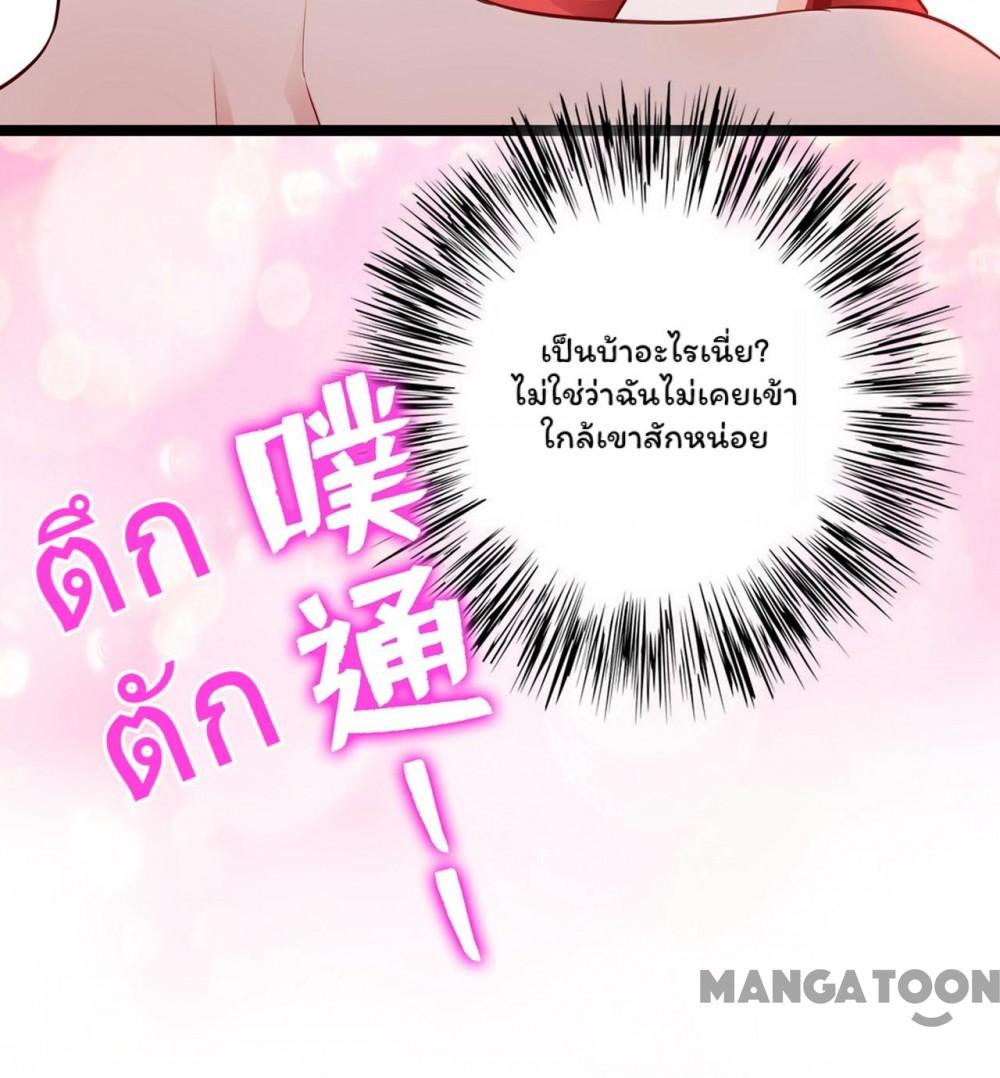 เป็นบ้าอะไรเนี่ย?
ไม่ใช่ว่าฉันไม่เคยเข้า
ใกล้เขาสักหน่อย
噗通——
ตึก
ตัก
MANGATOON